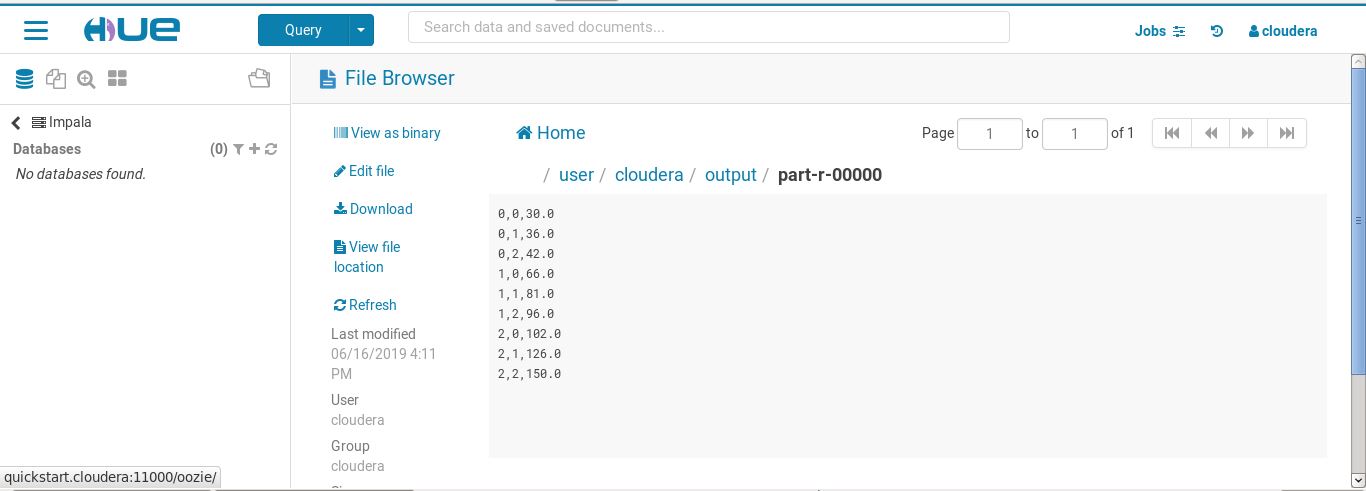 HUE
Query
Search data and saved documents...
Jobs
cloudera
File Browser
Impala
Databases (0)
No databases found.
View as binary
Edit file
Download
View file
location
Refresh
Last modified
06/16/2019 4:11
PM
User
cloudera
Group
cloudera
Home
Page 1 to 1 of 1
/ user / cloudera / output / part-r-00000
0,0,30.0
0,1,36.0
0,2,42.0
1,0,66.0
1,1,81.0
1,2,96.0
2,0,102.0
2,1,126.0
2,2,150.0
quickstart.cloudera:11000/oozie/